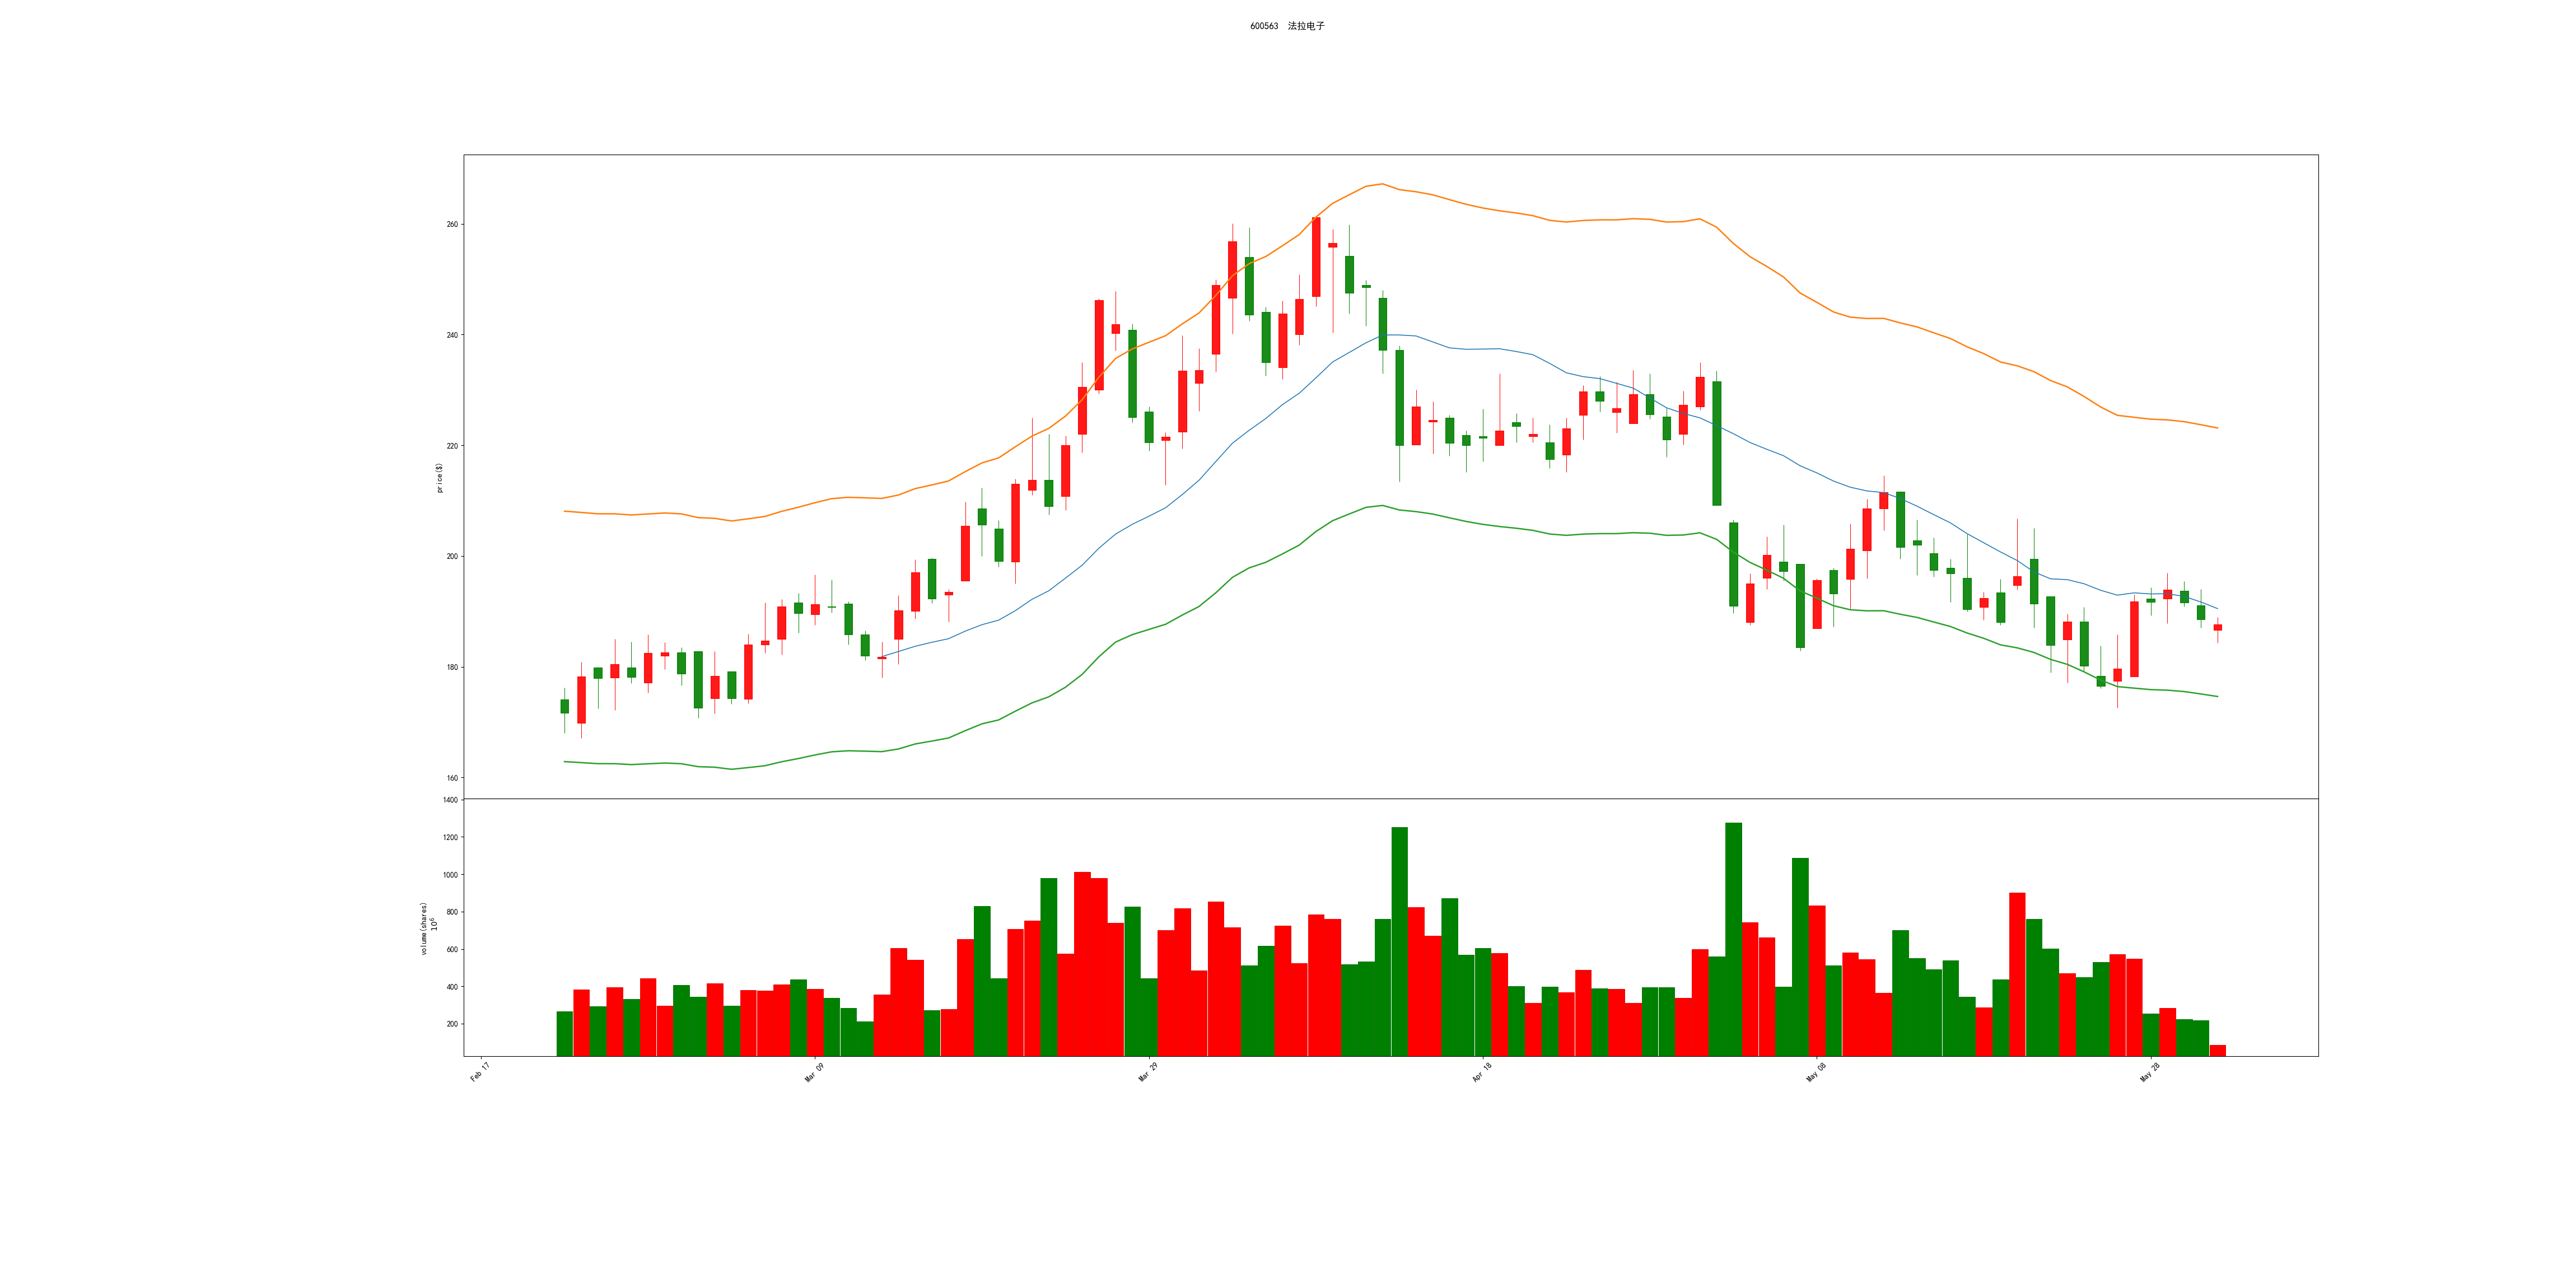 600563 法拉电子
price($)
260
240
220
200
180
160
volume(shares)
10⁶
1400
1200
1000
800
600
400
200
Feb 17
Mar 09
Mar 29
Apr 18
May 08
May 28